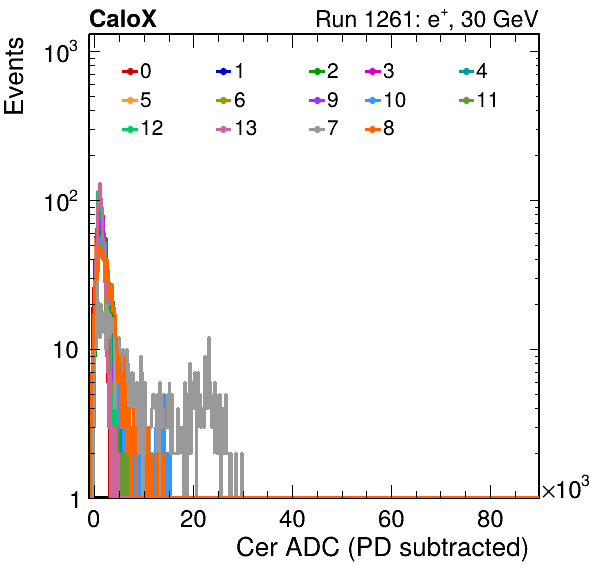 CaloX Run 1261: e⁺, 30 GeV
Events
10³
0 1 2 3 4
5 6 9 10 11
12 13 7 8
10²
10
1
0 20 40 60 80 ×10³
Cer ADC (PD subtracted)